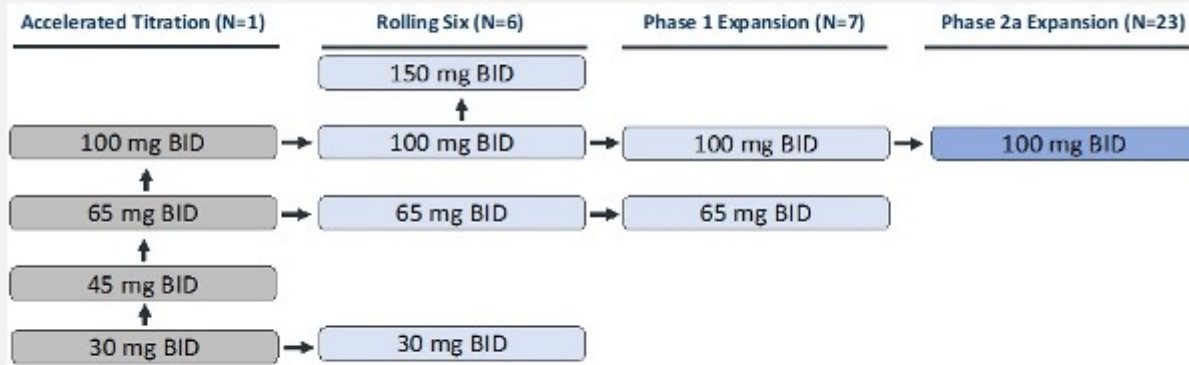 Accelerated Titration (N=1) Rolling Six (N=6) Phase 1 Expansion (N=7) Phase 2a Expansion (N=23)
150 mg BID
100 mg BID 100 mg BID 100 mg BID 100 mg BID
65 mg BID 65 mg BID 65 mg BID
45 mg BID
30 mg BID 30 mg BID